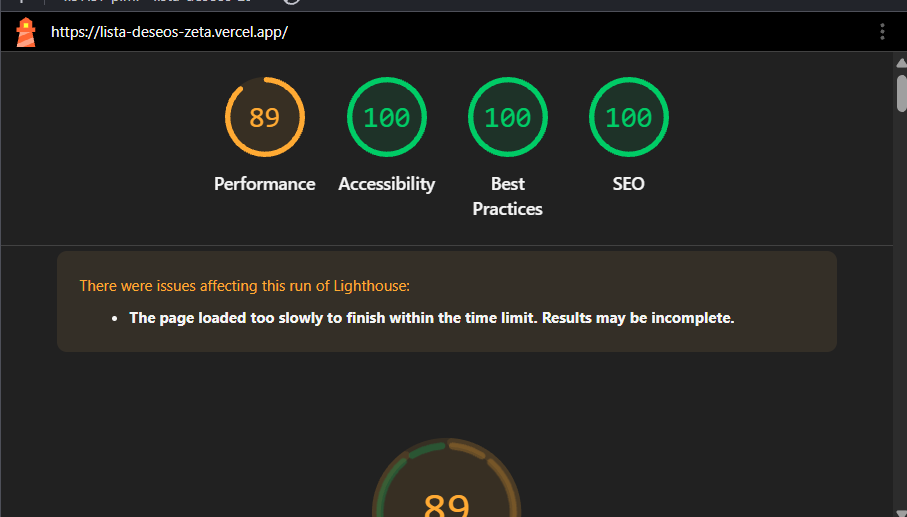 https://lista-deseos-zeta.vercel.app/
89
100
100
100
Performance
Accessibility
Best
Practices
SEO
There were issues affecting this run of Lighthouse:
• The page loaded too slowly to finish within the time limit. Results may be incomplete.
89